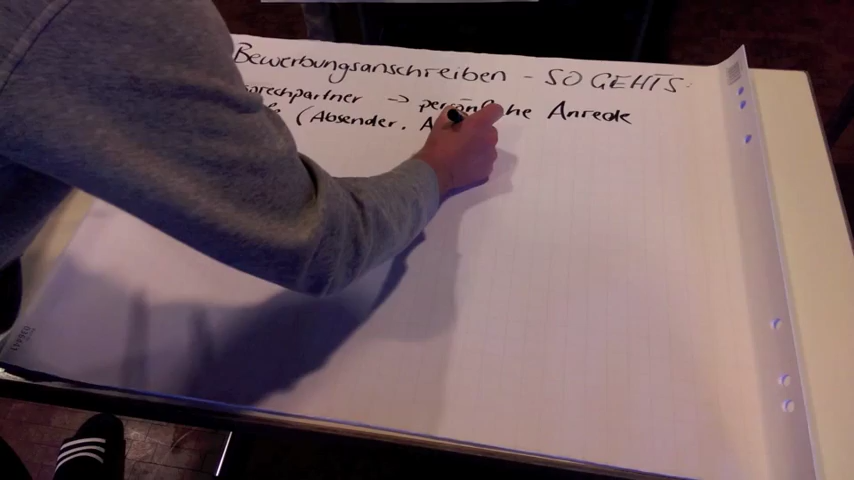 Bewerbungsanschreiben - SO GEHTS:
→ persönliche Anrede
(Absender, A